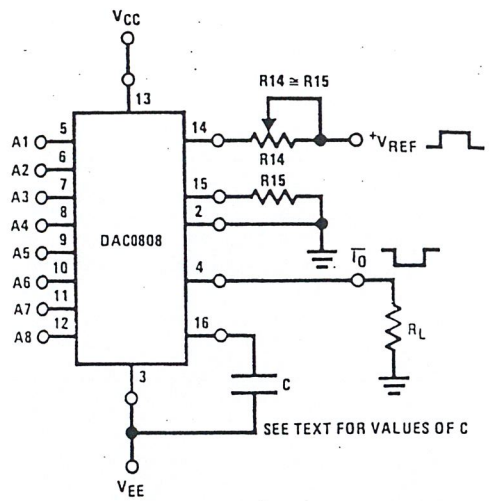 VCC
13
R14 ≅ R15
A1 5
14
R14
+VREF
A2 6
A3 7
15 R15
A4 8
2
DAC0808
A5 9
A6 10
4
I0
A7 11
A8 12
16
RL
3
C
SEE TEXT FOR VALUES OF C
VEE